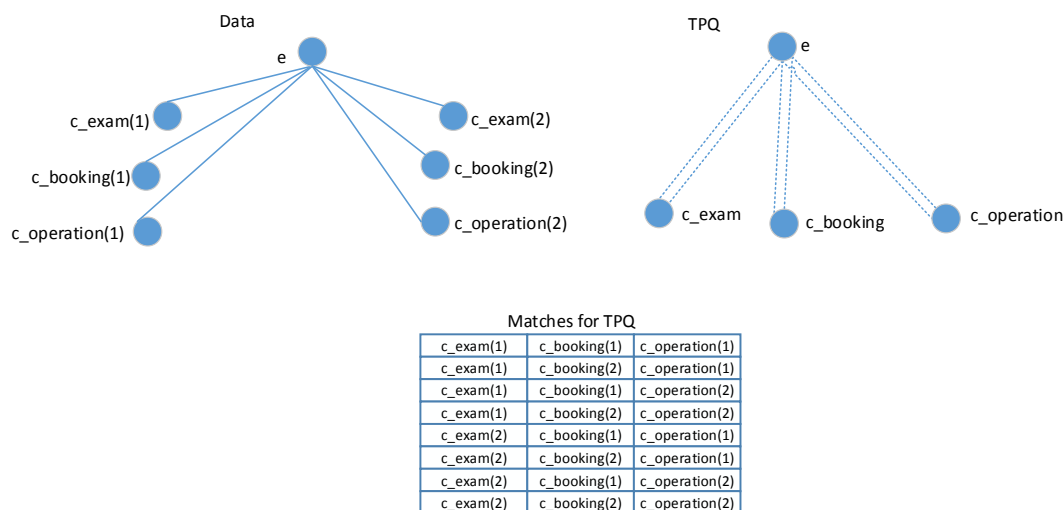 Data
TPQ
e
e
c_exam(1)
c_exam(2)
c_booking(1)
c_booking(2)
c_operation(1)
c_operation(2)
c_exam
c_booking
c_operation
Matches for TPQ
c_exam(1) c_booking(1) c_operation(1)
c_exam(1) c_booking(2) c_operation(1)
c_exam(1) c_booking(1) c_operation(2)
c_exam(1) c_booking(2) c_operation(2)
c_exam(2) c_booking(1) c_operation(1)
c_exam(2) c_booking(2) c_operation(1)
c_exam(2) c_booking(1) c_operation(2)
c_exam(2) c_booking(2) c_operation(2)